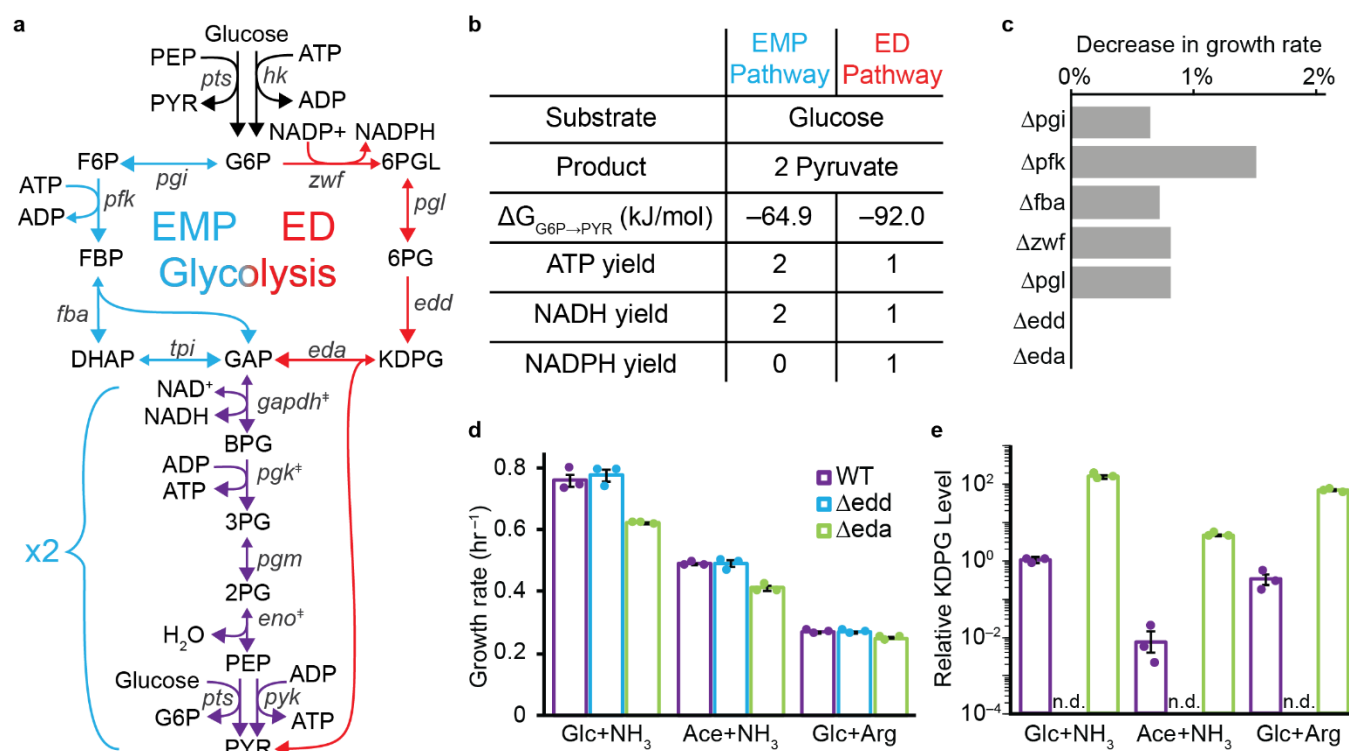 a
Glucose
PEP
ATP
pts
hk
PYR
ADP
NADP+ NADPH
F6P
G6P
6PGL
pgi
zwf
ATP
pfk
ADP
pgl
EMP ED
Glycolysis
FBP
6PG
fba
edd
DHAP
tpi
GAP
eda
KDPG
NAD⁺
NADH
gapdh‡
BPG
ADP
ATP
pgk‡
3PG
x2
pgm
2PG
H₂O
eno‡
PEP
Glucose
ADP
pts
pyk
G6P
ATP
PYR
b
EMP
Pathway
ED
Pathway
Substrate
Glucose
Product
2 Pyruvate
ΔG_G6P→PYR (kJ/mol)
−64.9
−92.0
ATP yield
2
1
NADH yield
2
1
NADPH yield
0
1
c
Decrease in growth rate
0% 1% 2%
Δpgi
Δpfk
Δfba
Δzwf
Δpgl
Δedd
Δeda
d
Growth rate (hr⁻¹)
0.8
0.6
0.4
0.2
0
WT
Δedd
Δeda
Glc+NH₃ Ace+NH₃ Glc+Arg
e
Relative KDPG Level
10²
10⁰
10⁻²
10⁻⁴
n.d. n.d. n.d.
Glc+NH₃ Ace+NH₃ Glc+Arg